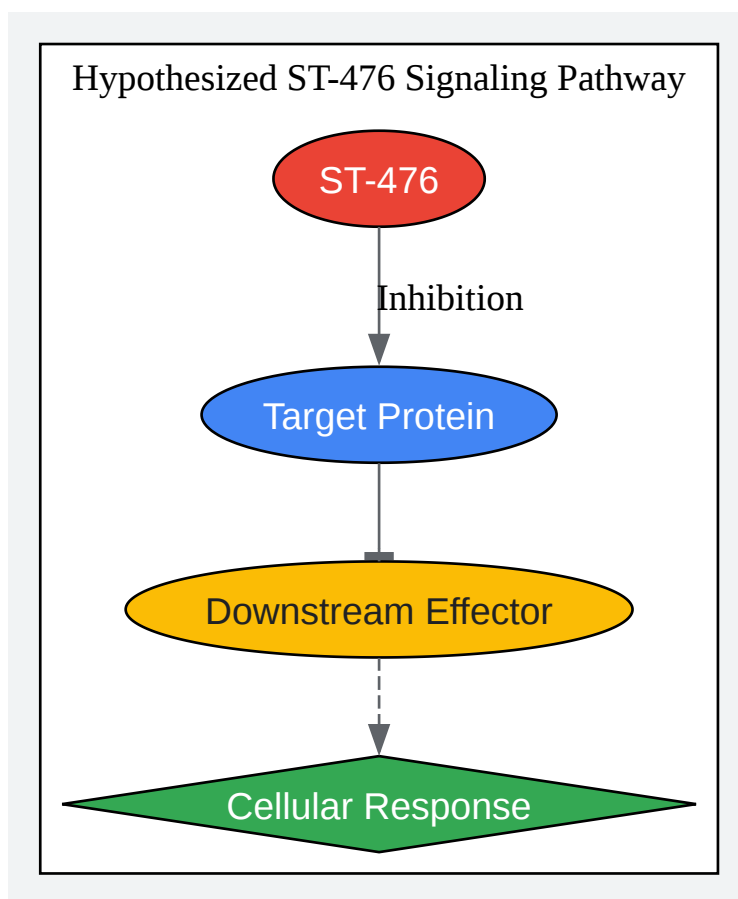 Hypothesized ST-476 Signaling Pathway
ST-476
Inhibition
Target Protein
Downstream Effector
Cellular Response